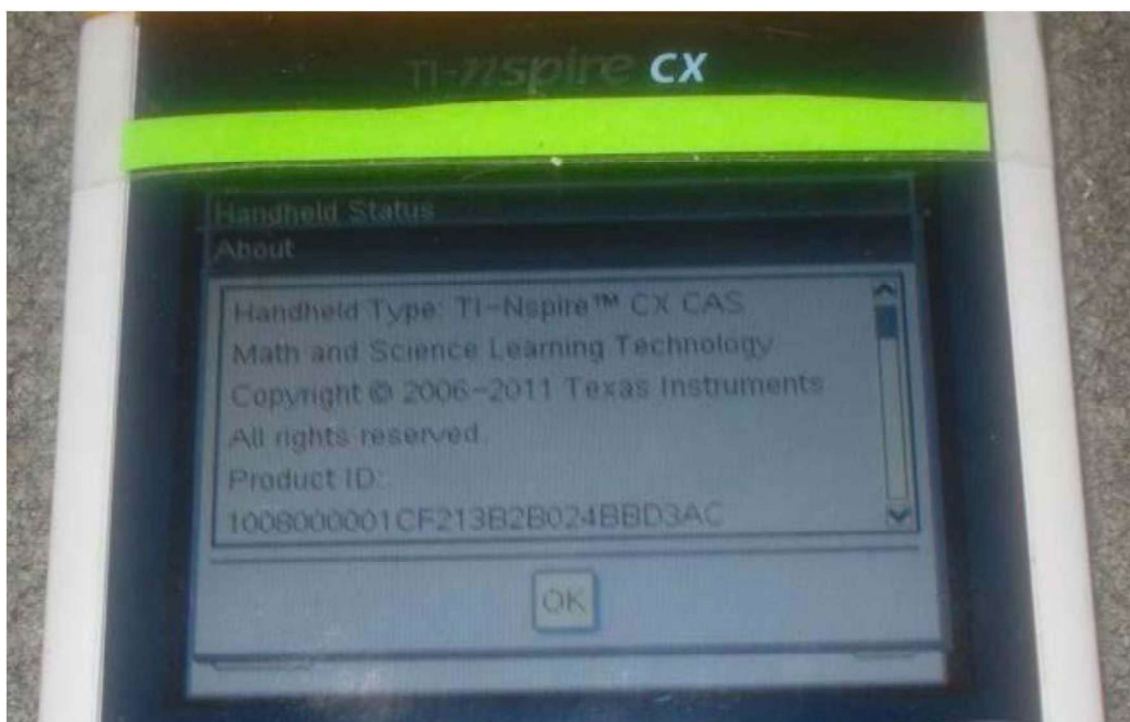 TI-nspire CX
Handheld Status
About
Handheld Type: TI-Nspire™ CX CAS
Math and Science Learning Technology
Copyright © 2006-2011 Texas Instruments
All rights reserved.
Product ID:
1008000001CF213B2B024BBD3AC
OK